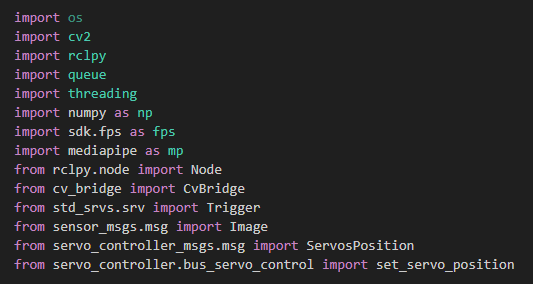 import os
import cv2
import rclpy
import queue
import threading
import numpy as np
import sdk.fps as fps
import mediapipe as mp
from rclpy.node import Node
from cv_bridge import CvBridge
from std_srvs.srv import Trigger
from sensor_msgs.msg import Image
from servo_controller_msgs.msg import ServosPosition
from servo_controller.bus_servo_control import set_servo_position